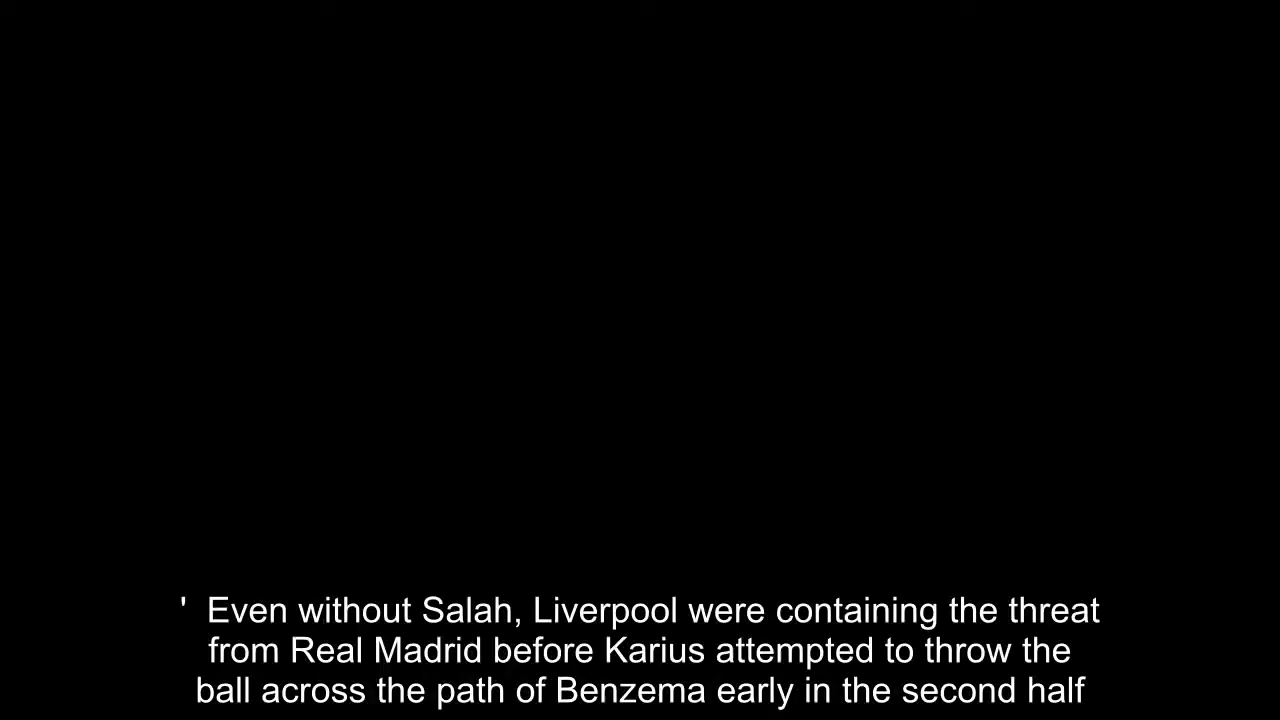 '  Even without Salah, Liverpool were containing the threat
from Real Madrid before Karius attempted to throw the
ball across the path of Benzema early in the second half